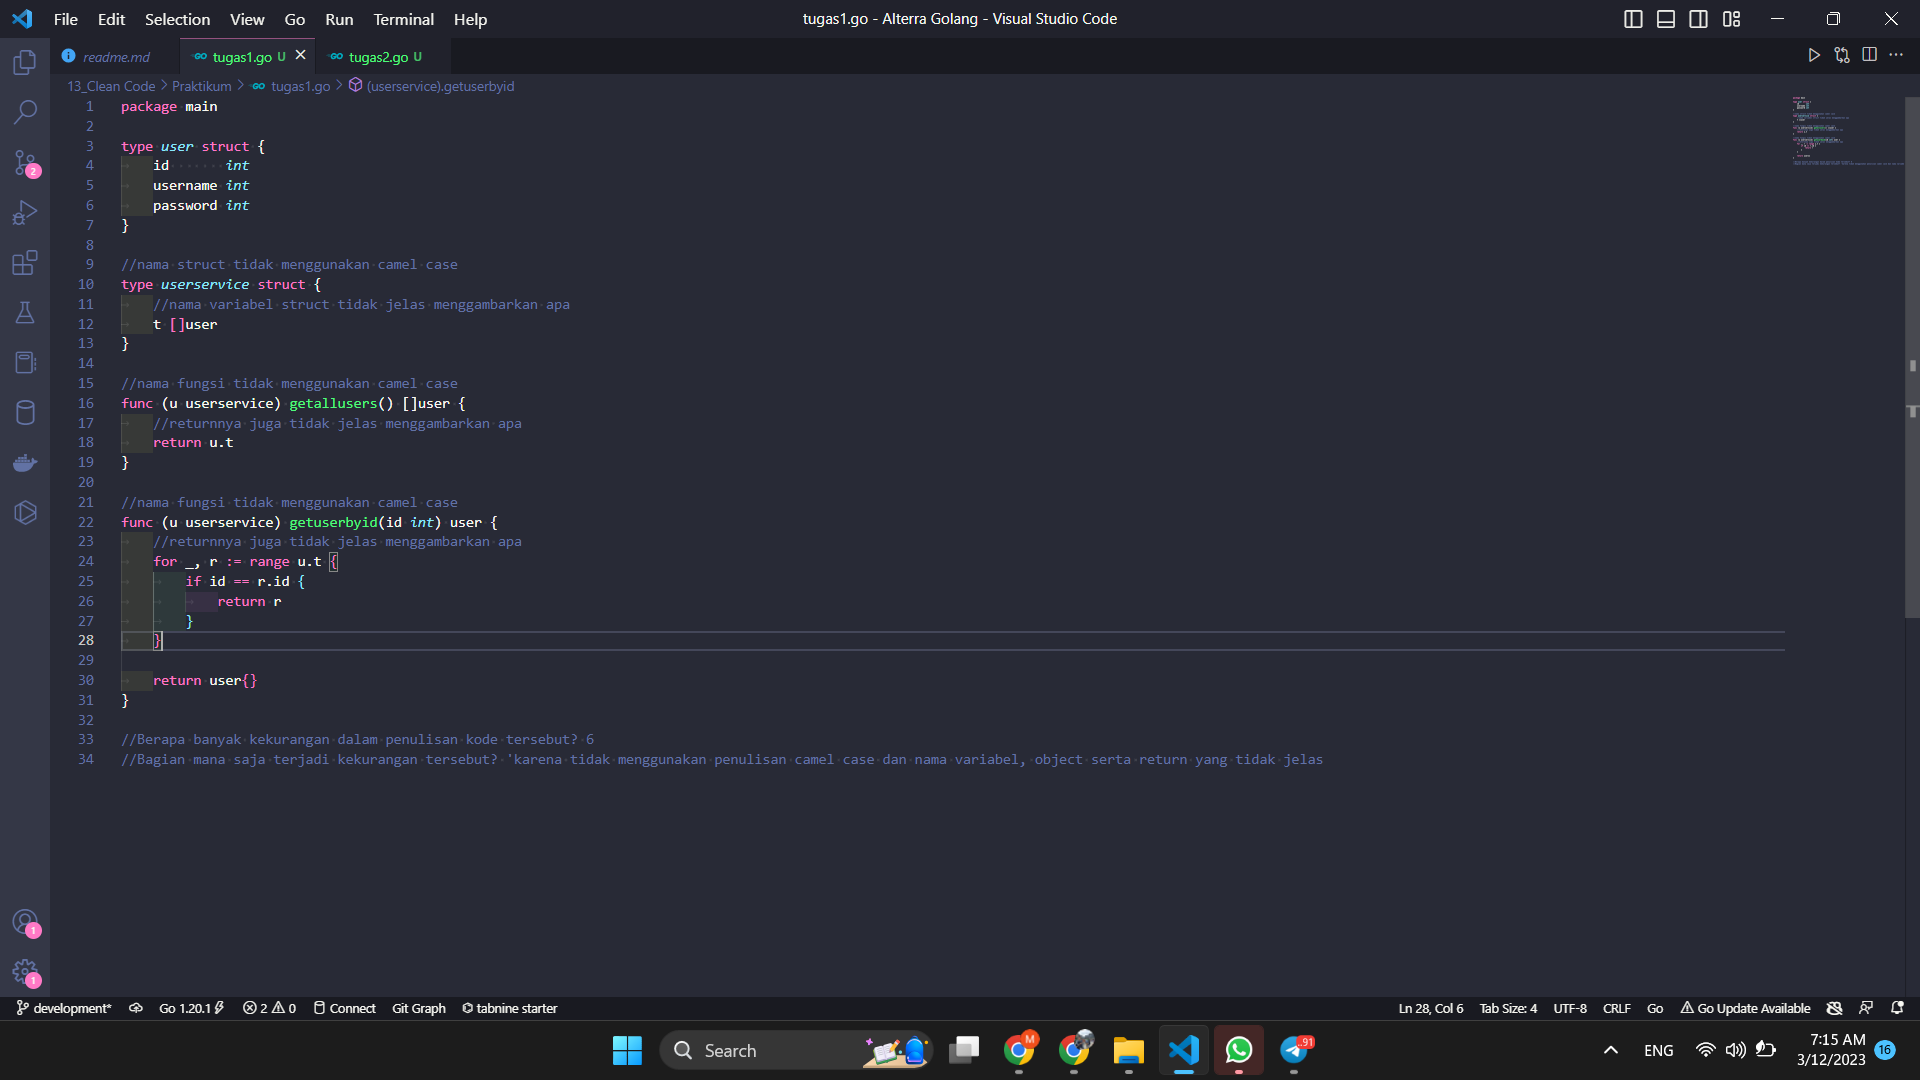 File Edit Selection View Go Run Terminal Help
tugas1.go - Alterra Golang - Visual Studio Code
readme.md
GO tugas1.go U
GO tugas2.go U
13_Clean Code > Praktikum > GO tugas1.go > (userservice).getuserbyid
1 package main
2
3 type user struct {
4 id int
5 username int
6 password int
7 }
8
9 //nama struct tidak menggunakan camel case
10 type userservice struct {
11 //nama variabel struct tidak jelas menggambarkan apa
12 t []user
13 }
14
15 //nama fungsi tidak menggunakan camel case
16 func (u userservice) getallusers() []user {
17 //returnnya juga tidak jelas menggambarkan apa
18 return u.t
19 }
20
21 //nama fungsi tidak menggunakan camel case
22 func (u userservice) getuserbyid(id int) user {
23 //returnnya juga tidak jelas menggambarkan apa
24 for _, r := range u.t {
25 if id == r.id {
26 return r
27 }
28 }
29
30 return user{}
31 }
32
33 //Berapa banyak kekurangan dalam penulisan kode tersebut? 6
34 //Bagian mana saja terjadi kekurangan tersebut? 'karena tidak menggunakan penulisan camel case dan nama variabel, object serta return yang tidak jelas
2
1
1
development* Go 1.20.1 2 0 Connect Git Graph tabnine starter
Ln 28, Col 6 Tab Size: 4 UTF-8 CRLF Go Go Update Available
Search
M
91
ENG
7:15 AM
3/12/2023
16